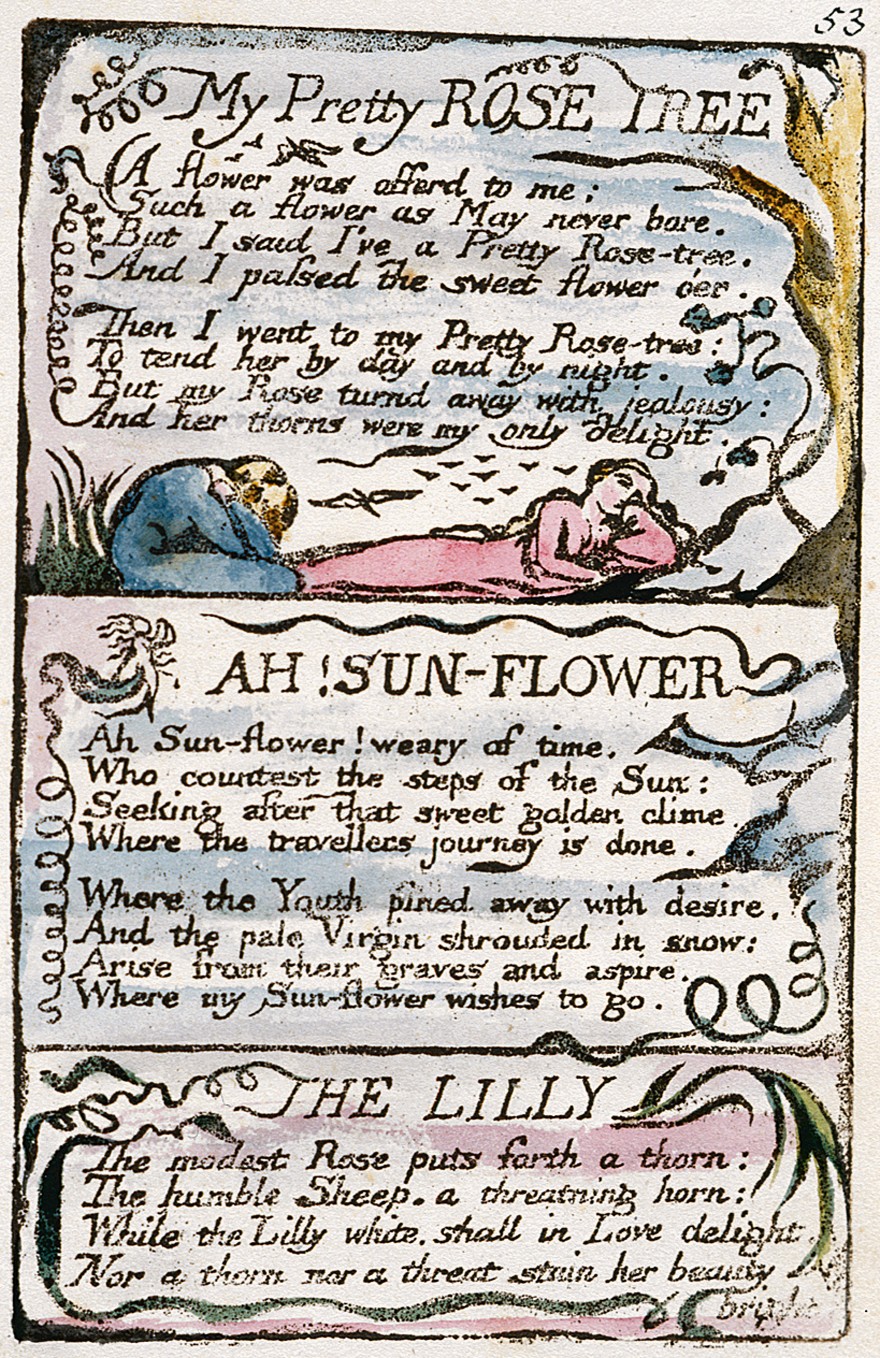 53
My Pretty ROSE TREE
A flower was offerd to me;
Such a flower as May never bore.
But I said I've a Pretty Rose-tree.
And I passed the sweet flower o'er.
Then I went to my Pretty Rose-tree:
To tend her by day and by night.
But my Rose turnd away with jealousy:
And her thorns were my only delight.
AH! SUN-FLOWER
Ah Sun-flower! weary of time.
Who countest the steps of the Sun:
Seeking after that sweet golden clime
Where the travellers journey is done.
Where the Youth pined away with desire.
And the pale Virgin shrouded in snow:
Arise from their graves and aspire.
Where my Sun-flower wishes to go.
THE LILLY
The modest Rose puts forth a thorn:
The humble Sheep. a threatning horn:
While the Lilly white. shall in Love delight.
Nor a thorn nor a threat stain her beauty
bright